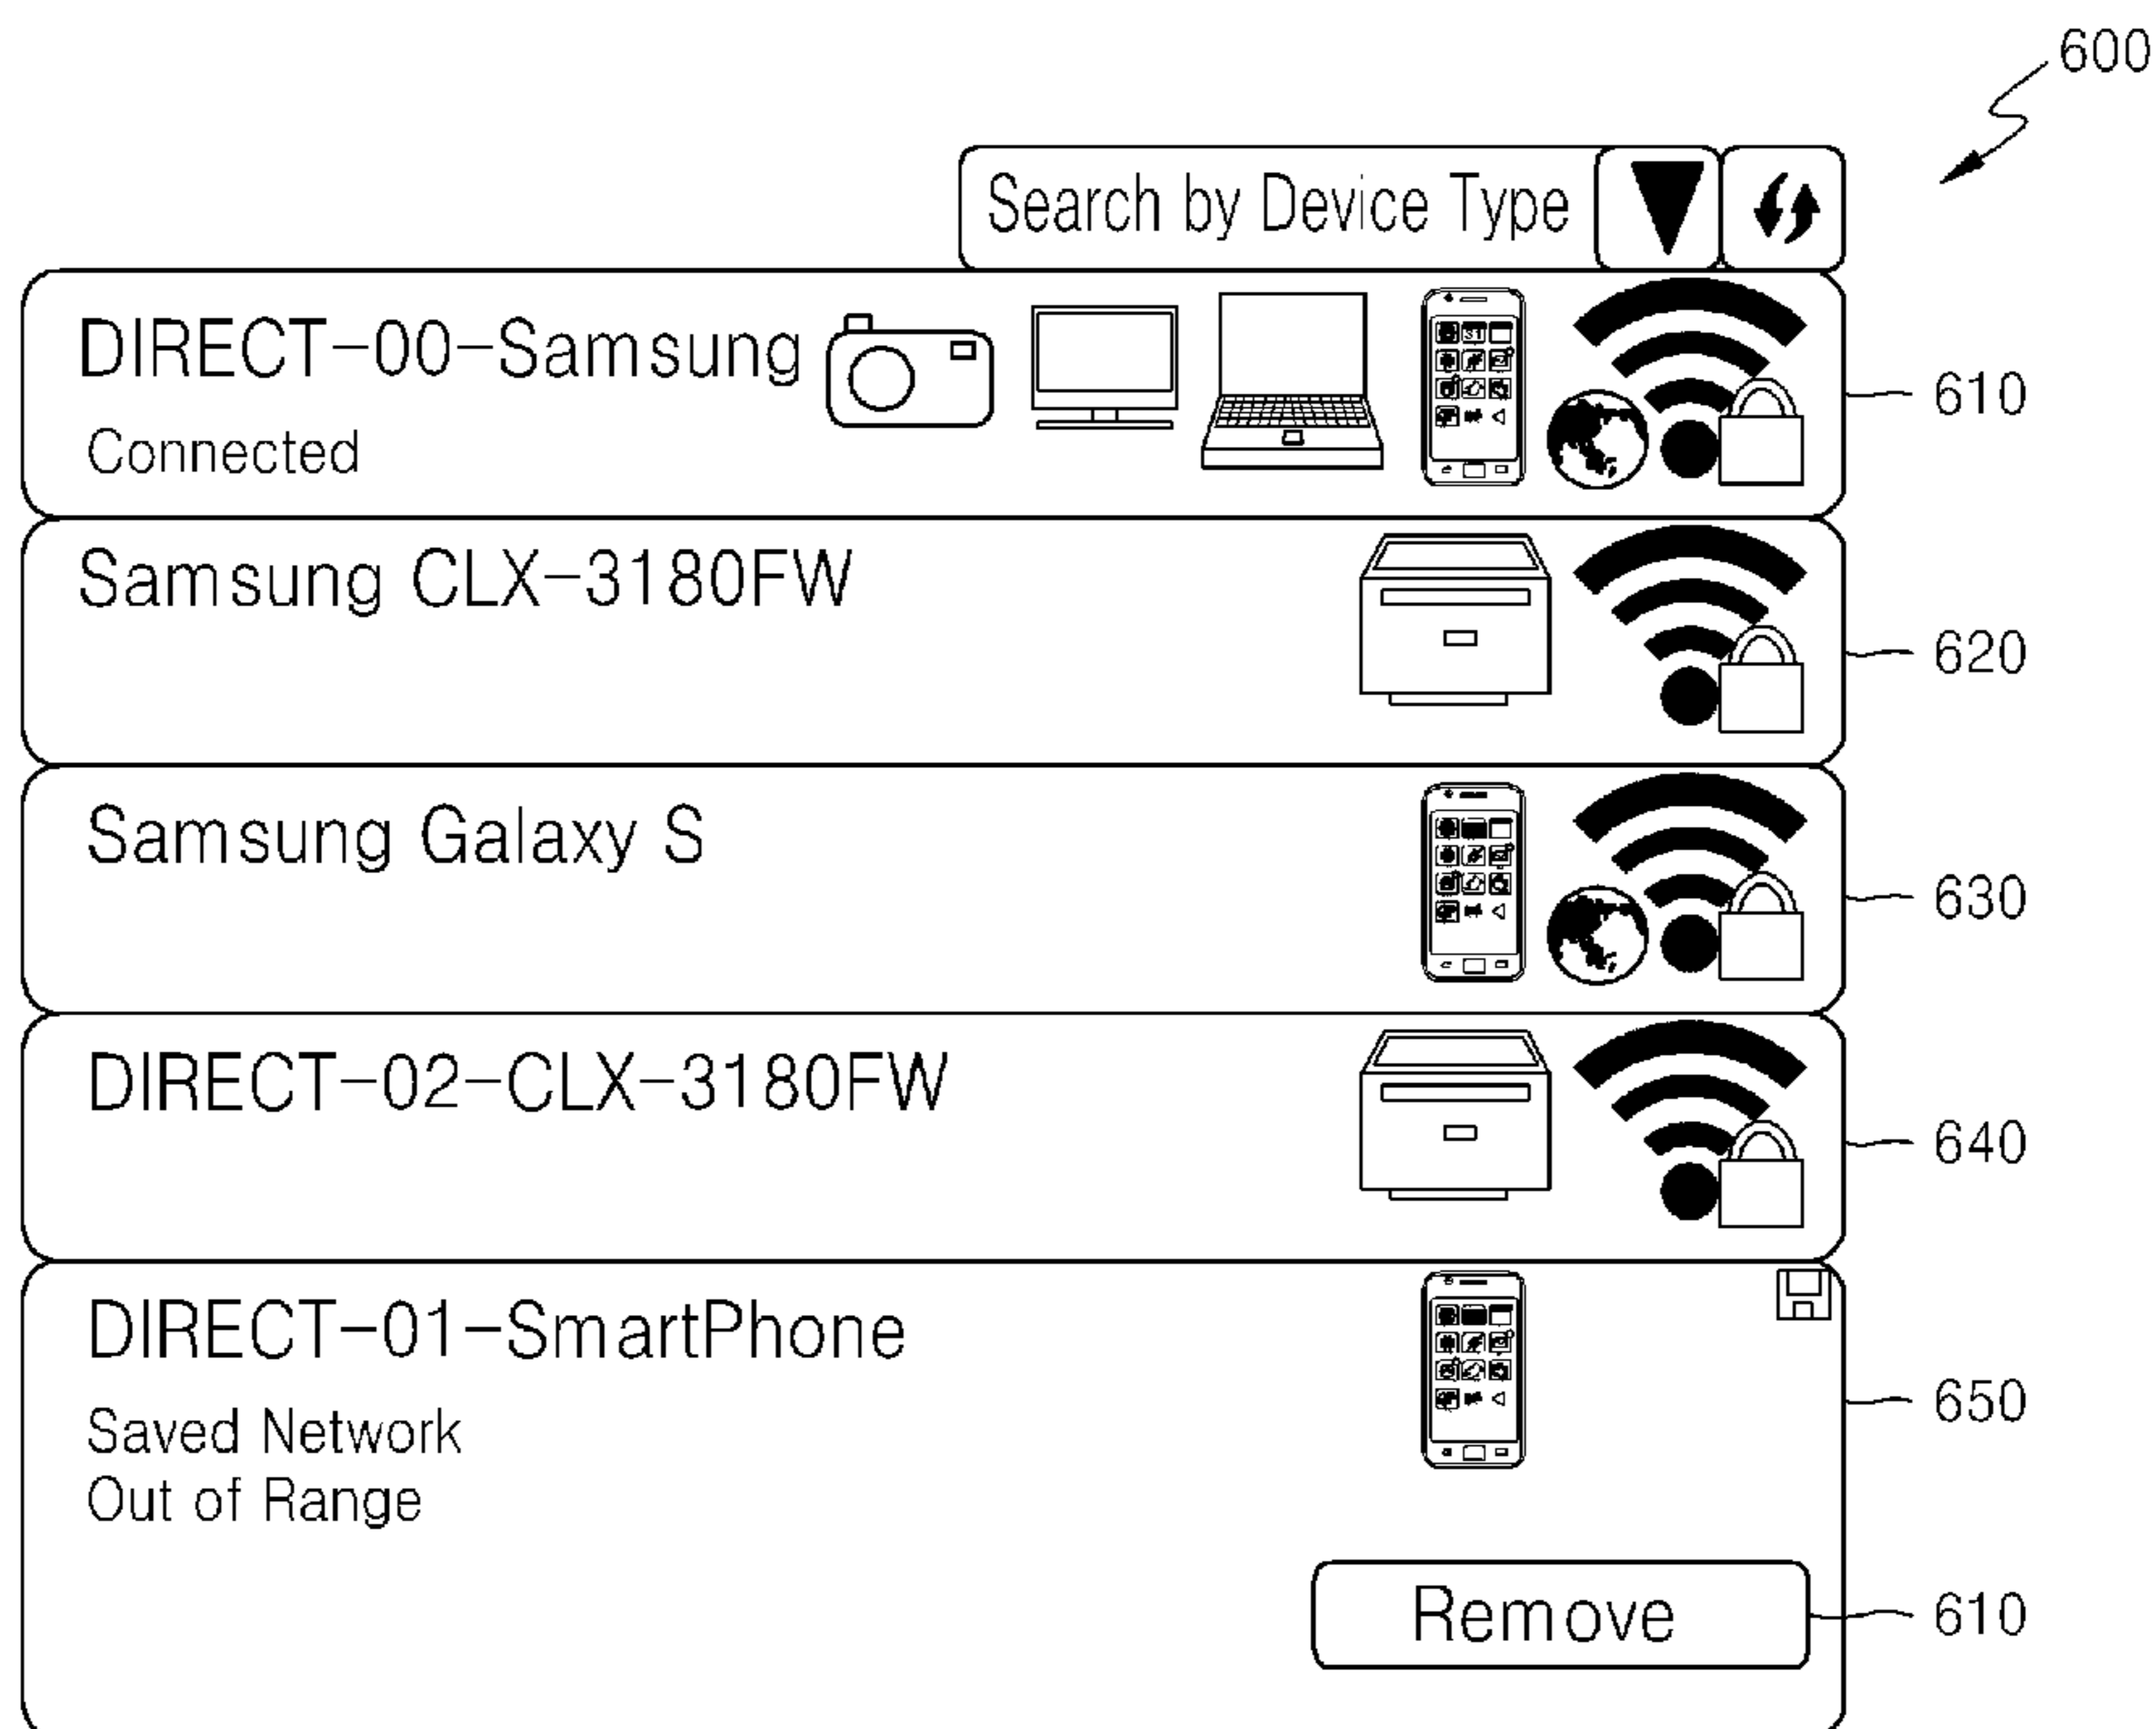 600
Search by Device Type
DIRECT-00-Samsung
Connected
610
Samsung CLX-3180FW
620
Samsung Galaxy S
630
DIRECT-02-CLX-3180FW
640
DIRECT-01-SmartPhone
Saved Network
Out of Range
650
Remove
610